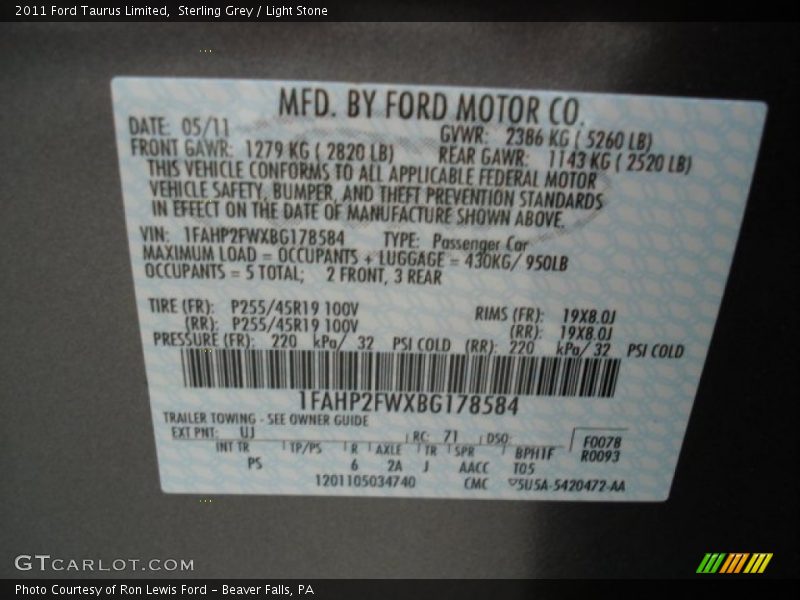 2011 Ford Taurus Limited, Sterling Grey / Light Stone
MFD. BY FORD MOTOR CO.
DATE: 05/11 GVWR: 2386 KG ( 5260 LB)
FRONT GAWR: 1279 KG ( 2820 LB) REAR GAWR: 1143 KG ( 2520 LB)
THIS VEHICLE CONFORMS TO ALL APPLICABLE FEDERAL MOTOR
VEHICLE SAFETY, BUMPER, AND THEFT PREVENTION STANDARDS
IN EFFECT ON THE DATE OF MANUFACTURE SHOWN ABOVE.
VIN: 1FAHP2FWXBG178584 TYPE: Passenger Car
MAXIMUM LOAD = OCCUPANTS + LUGGAGE = 430KG/ 950LB
OCCUPANTS = 5 TOTAL; 2 FRONT, 3 REAR
TIRE (FR): P255/45R19 100V RIMS (FR): 19X8.0J
(RR): P255/45R19 100V (RR): 19X8.0J
PRESSURE (FR): 220 kPa/ 32 PSI COLD (RR): 220 kPa/ 32 PSI COLD
1FAHP2FWXBG178584
TRAILER TOWING - SEE OWNER GUIDE
EXT PNT: UJ RC: 71 DSO: F0078
INT TR TP/PS R AXLE TR SPR BPH1F R0093
PS 6 2A J AACC T05
1201105034740 CMC 5U5A-5420472-AA
GTCARLOT.COM
Photo Courtesy of Ron Lewis Ford - Beaver Falls, PA